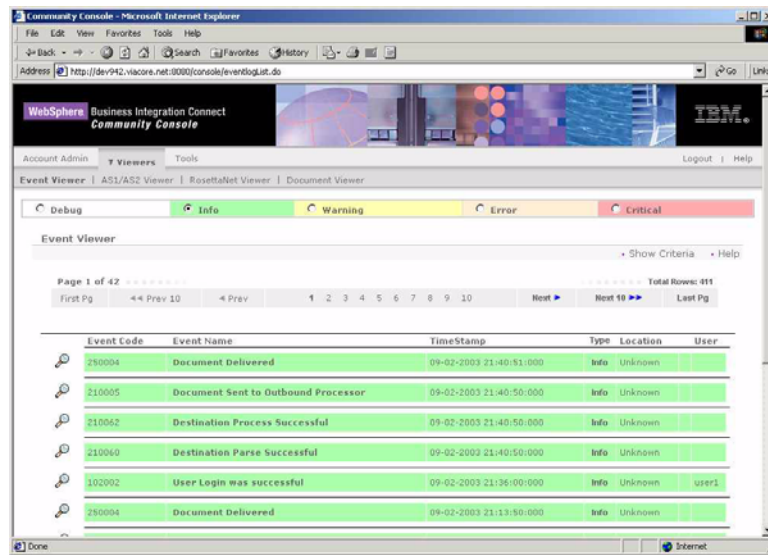 Community Console - Microsoft Internet Explorer
File Edit View Favorites Tools Help
Back Search Favorites History
Address http://dev942.viacore.net:8080/console/eventlogList.do Go Links
WebSphere Business Integration Connect
Community Console
IBM
Account Admin Viewers Tools Logout | Help
Event Viewer | AS1/AS2 Viewer | RosettaNet Viewer | Document Viewer
Debug Info Warning Error Critical
Event Viewer
Show Criteria Help
Page 1 of 42 Total Rows: 411
First Pg Prev 10 Prev 1 2 3 4 5 6 7 8 9 10 Next Next 10 Last Pg
Event Code Event Name TimeStamp Type Location User
250004 Document Delivered 09-02-2003 21:40:51:000 Info Unknown
210005 Document Sent to Outbound Processor 09-02-2003 21:40:50:000 Info Unknown
210062 Destination Process Successful 09-02-2003 21:40:50:000 Info Unknown
210060 Destination Parse Successful 09-02-2003 21:40:50:000 Info Unknown
102002 User Login was successful 09-02-2003 21:36:00:000 Info Unknown user1
250004 Document Delivered 09-02-2003 21:13:50:000 Info Unknown
Done Internet